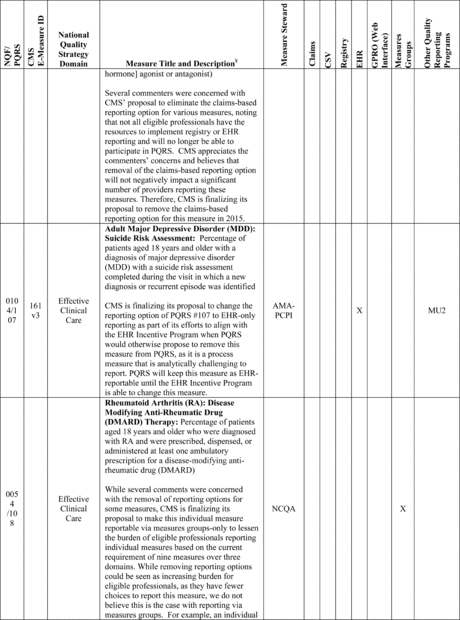 NQF/
PQRS
CMS
E-Measure ID
National
Quality
Strategy
Domain
Measure Title and Description¥
Measure Steward
Claims
CSV
Registry
EHR
GPRO (Web
Interface)
Measures
Groups
Other Quality
Reporting
Programs
hormone] agonist or antagonist)
Several commenters were concerned with
CMS’ proposal to eliminate the claims-based
reporting option for various measures, noting
that not all eligible professionals have the
resources to implement registry or EHR
reporting and will no longer be able to
participate in PQRS. CMS appreciates the
commenters’ concerns and believes that
removal of the claims-based reporting option
will not negatively impact a significant
number of providers reporting these
measures. Therefore, CMS is finalizing its
proposal to remove the claims-based
reporting option for this measure in 2015.
010
4/1
07
161
v3
Effective
Clinical
Care
Adult Major Depressive Disorder (MDD):
Suicide Risk Assessment: Percentage of
patients aged 18 years and older with a
diagnosis of major depressive disorder
(MDD) with a suicide risk assessment
completed during the visit in which a new
diagnosis or recurrent episode was identified
CMS is finalizing its proposal to change the
reporting option of PQRS #107 to EHR-only
reporting as part of its efforts to align with
the EHR Incentive Program when PQRS
would otherwise propose to remove this
measure from PQRS, as it is a process
measure that is analytically challenging to
report. PQRS will keep this measure as EHR-
reportable until the EHR Incentive Program
is able to change this measure.
AMA-
PCPI
X
MU2
005
4
/10
8
Effective
Clinical
Care
Rheumatoid Arthritis (RA): Disease
Modifying Anti-Rheumatic Drug
(DMARD) Therapy: Percentage of patients
aged 18 years and older who were diagnosed
with RA and were prescribed, dispensed, or
administered at least one ambulatory
prescription for a disease-modifying anti-
rheumatic drug (DMARD)
While several comments were concerned
with the removal of reporting options for
some measures, CMS is finalizing its
proposal to make this individual measure
reportable via measures groups-only to lessen
the burden of eligible professionals reporting
individual measures based on the current
requirement of nine measures over three
domains. While removing reporting options
could be seen as increasing burden for
eligible professionals, as they have fewer
choices to report this measure, we do not
believe this is the case with reporting via
measures groups. For example, an individual
NCQA
X